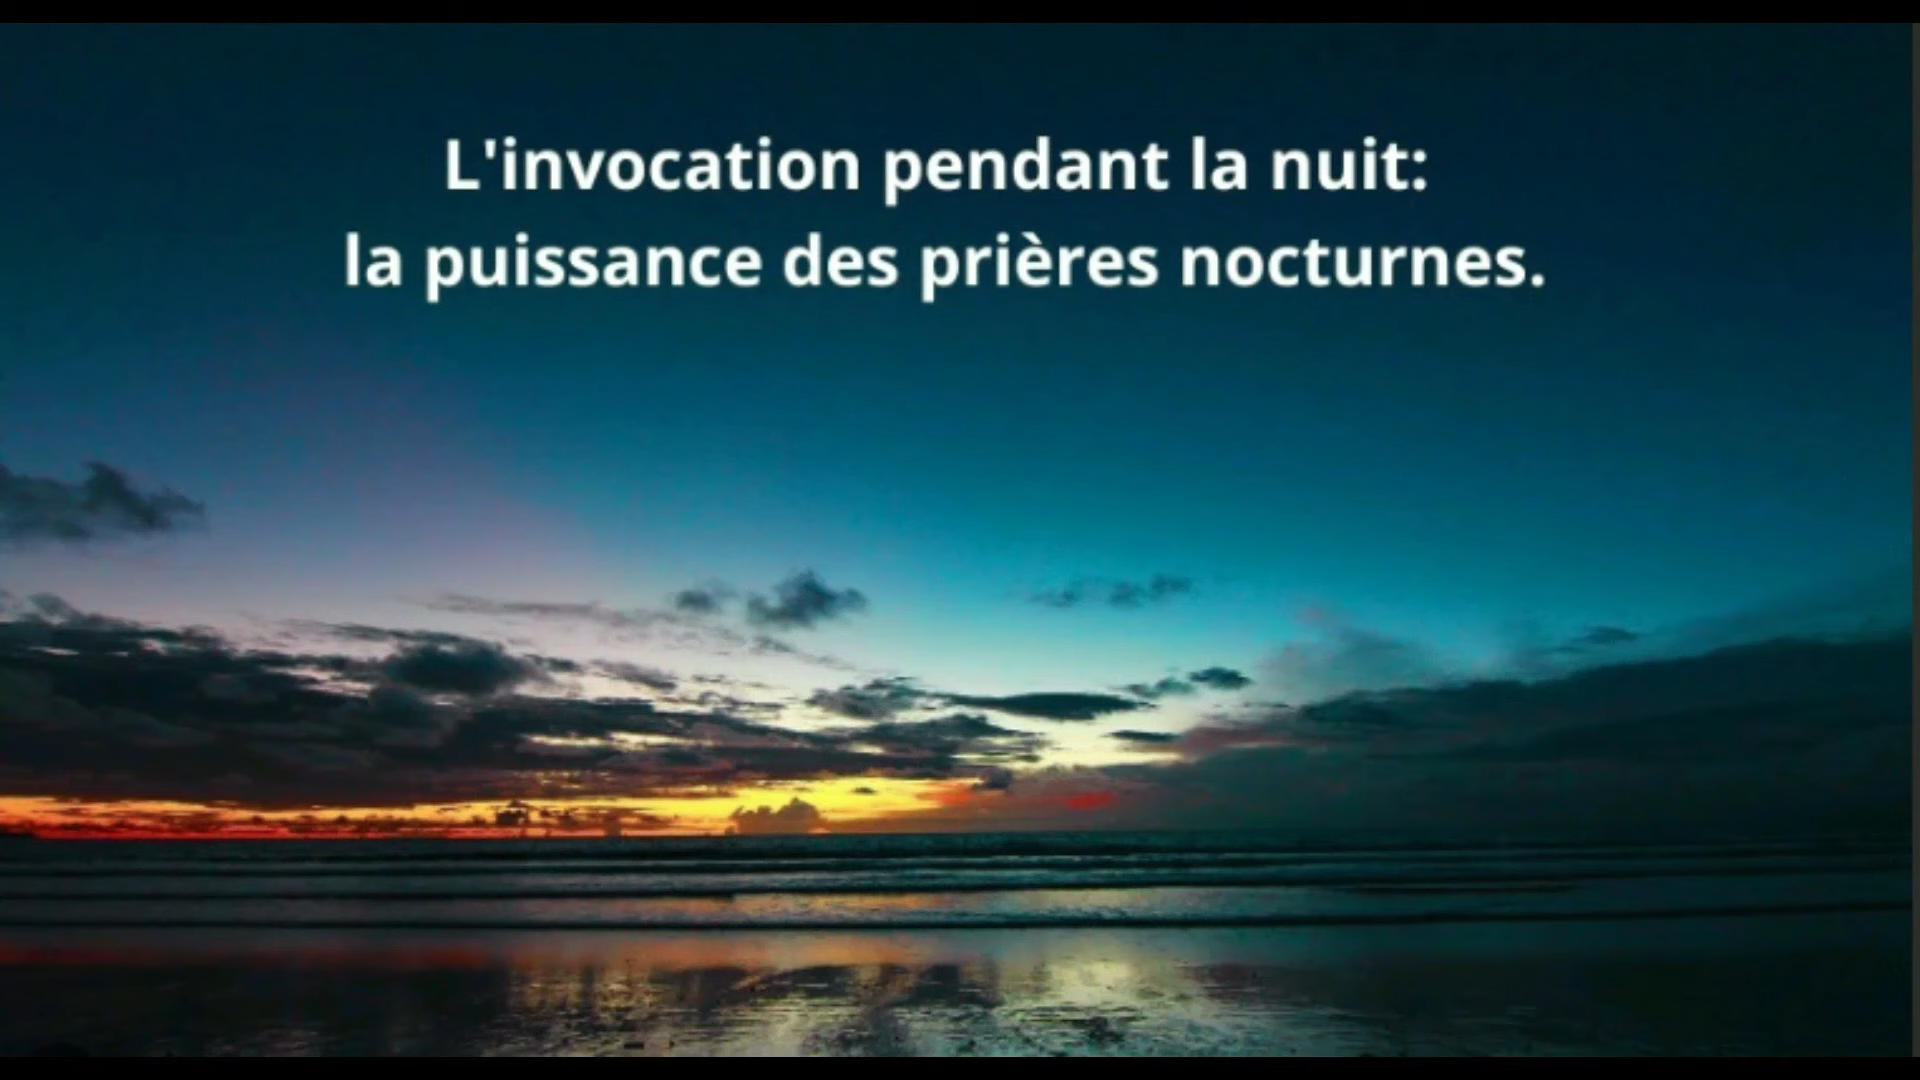 L'invocation pendant la nuit:
la puissance des prières nocturnes.